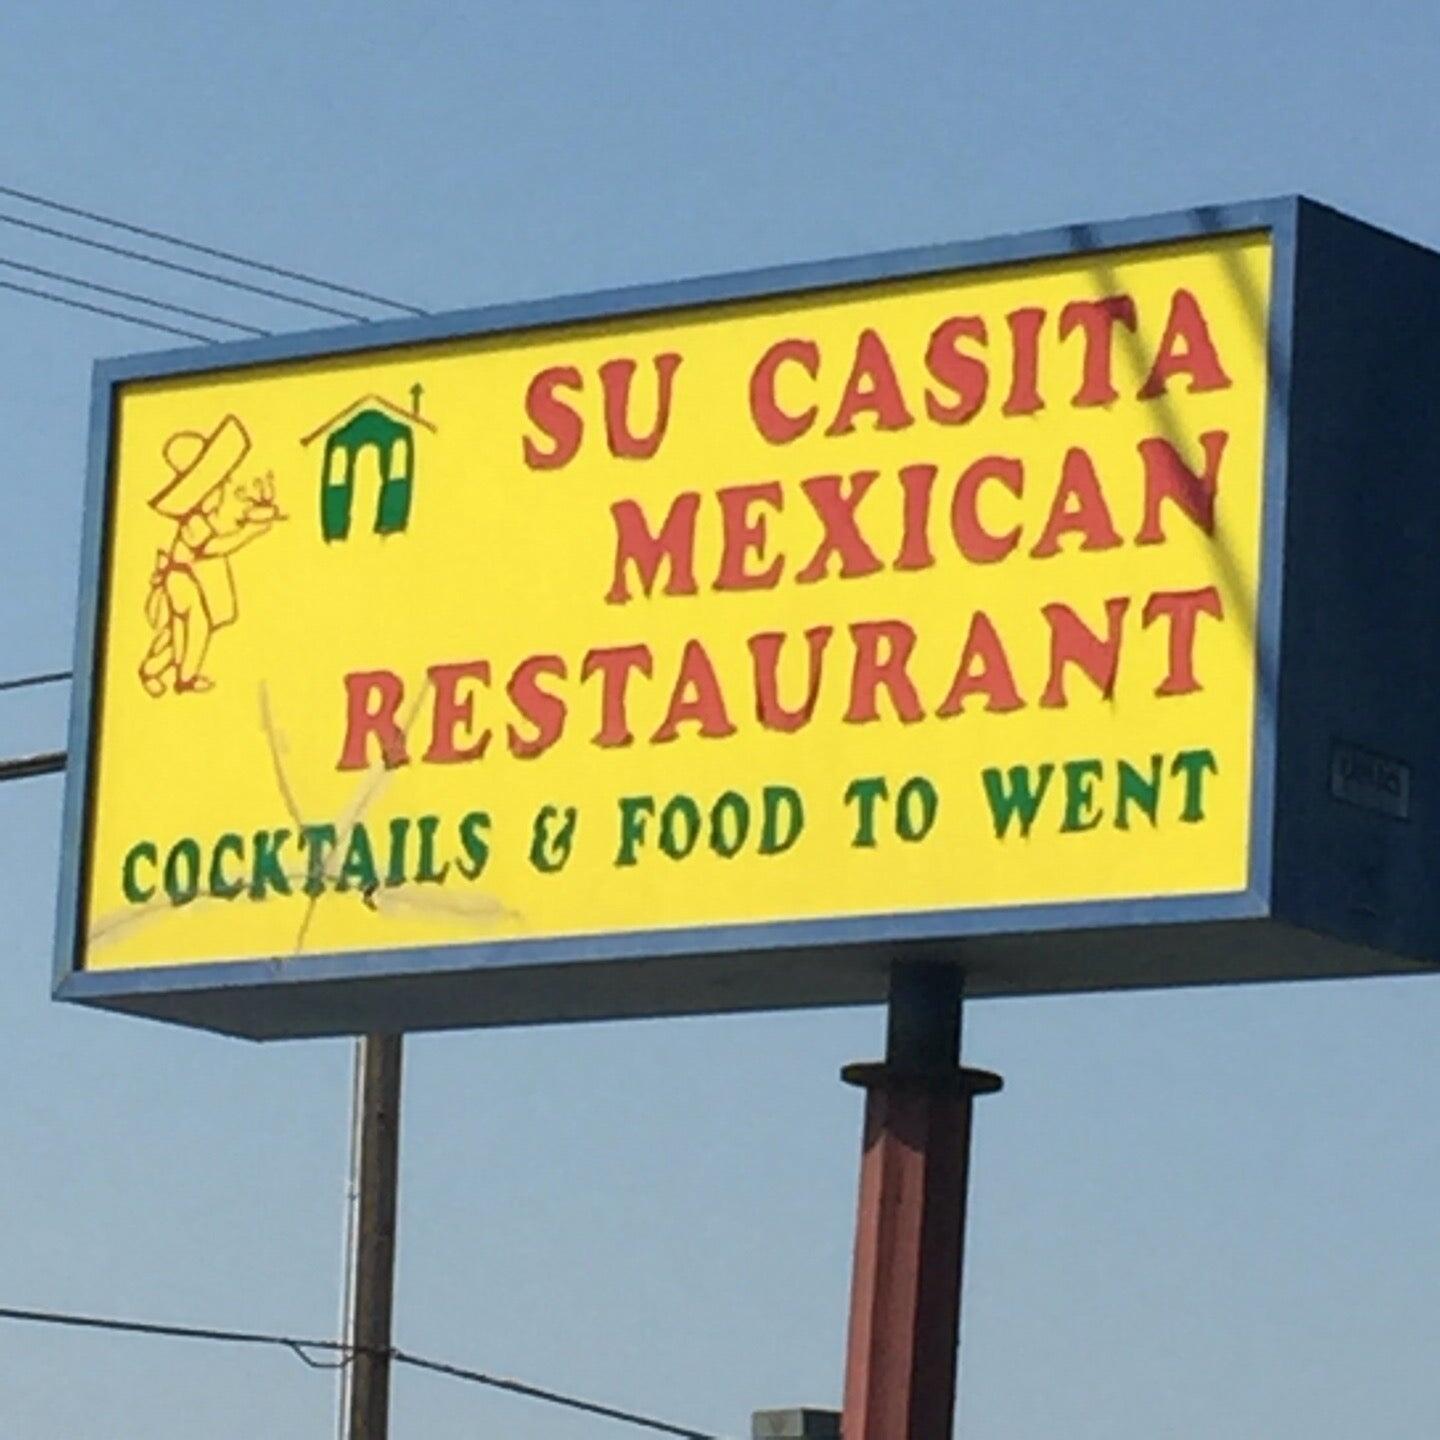 SU CASITA
MEXICAN
RESTAURANT
COCKTAILS & FOOD TO WENT